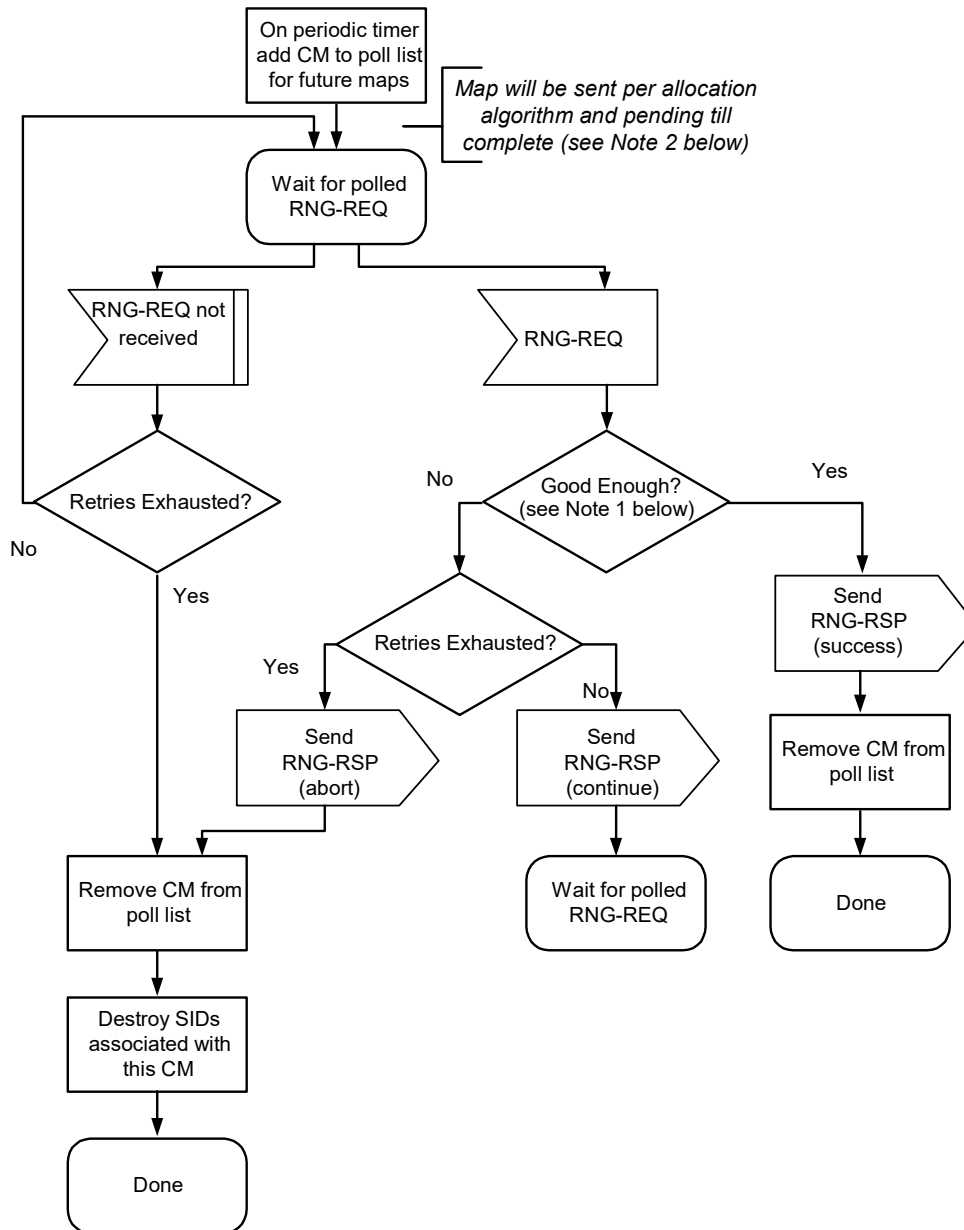 On periodic timer
add CM to poll list
for future maps
Map will be sent per allocation
algorithm and pending till
complete (see Note 2 below)
Wait for polled
RNG-REQ
RNG-REQ not
received
RNG-REQ
Retries Exhausted?
No
Yes
Good Enough?
(see Note 1 below)
No
Yes
Retries Exhausted?
Yes
No
Send
RNG-RSP
(success)
Send
RNG-RSP
(abort)
Send
RNG-RSP
(continue)
Remove CM from
poll list
Remove CM from
poll list
Wait for polled
RNG-REQ
Done
Destroy SIDs
associated with
this CM
Done